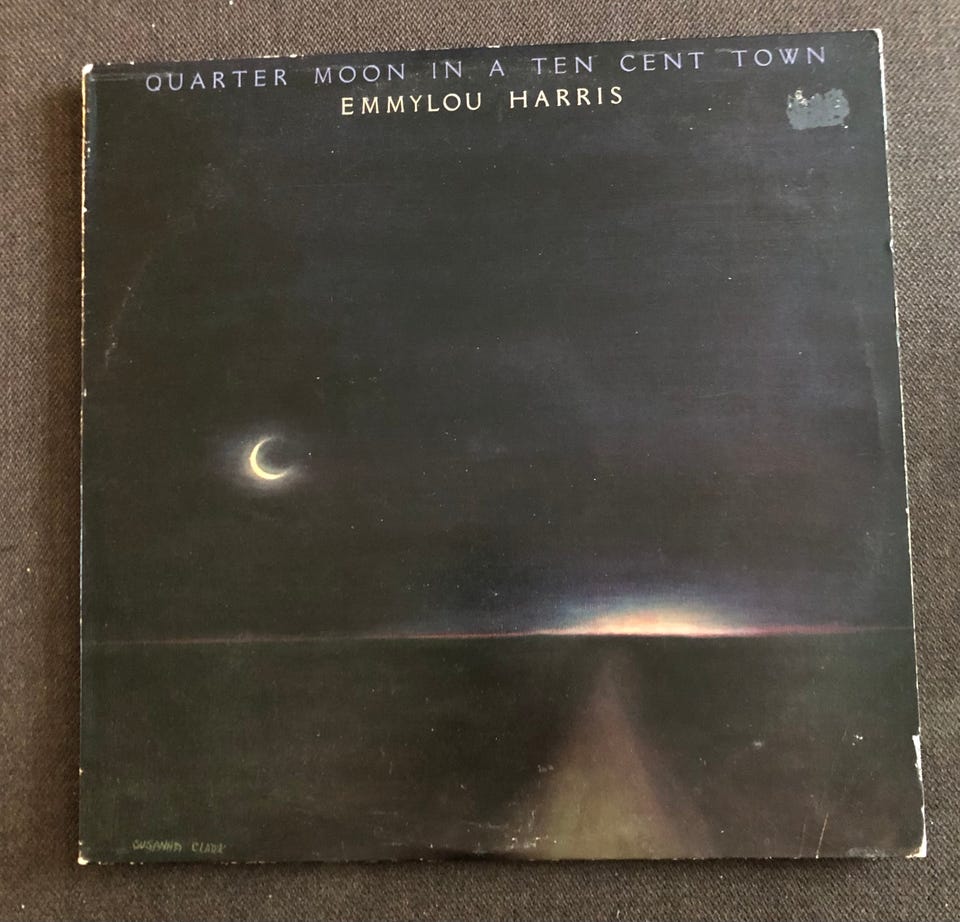 QUARTER MOON IN A TEN CENT TOWN
EMMYLOU HARRIS
SUSANNA CLARK